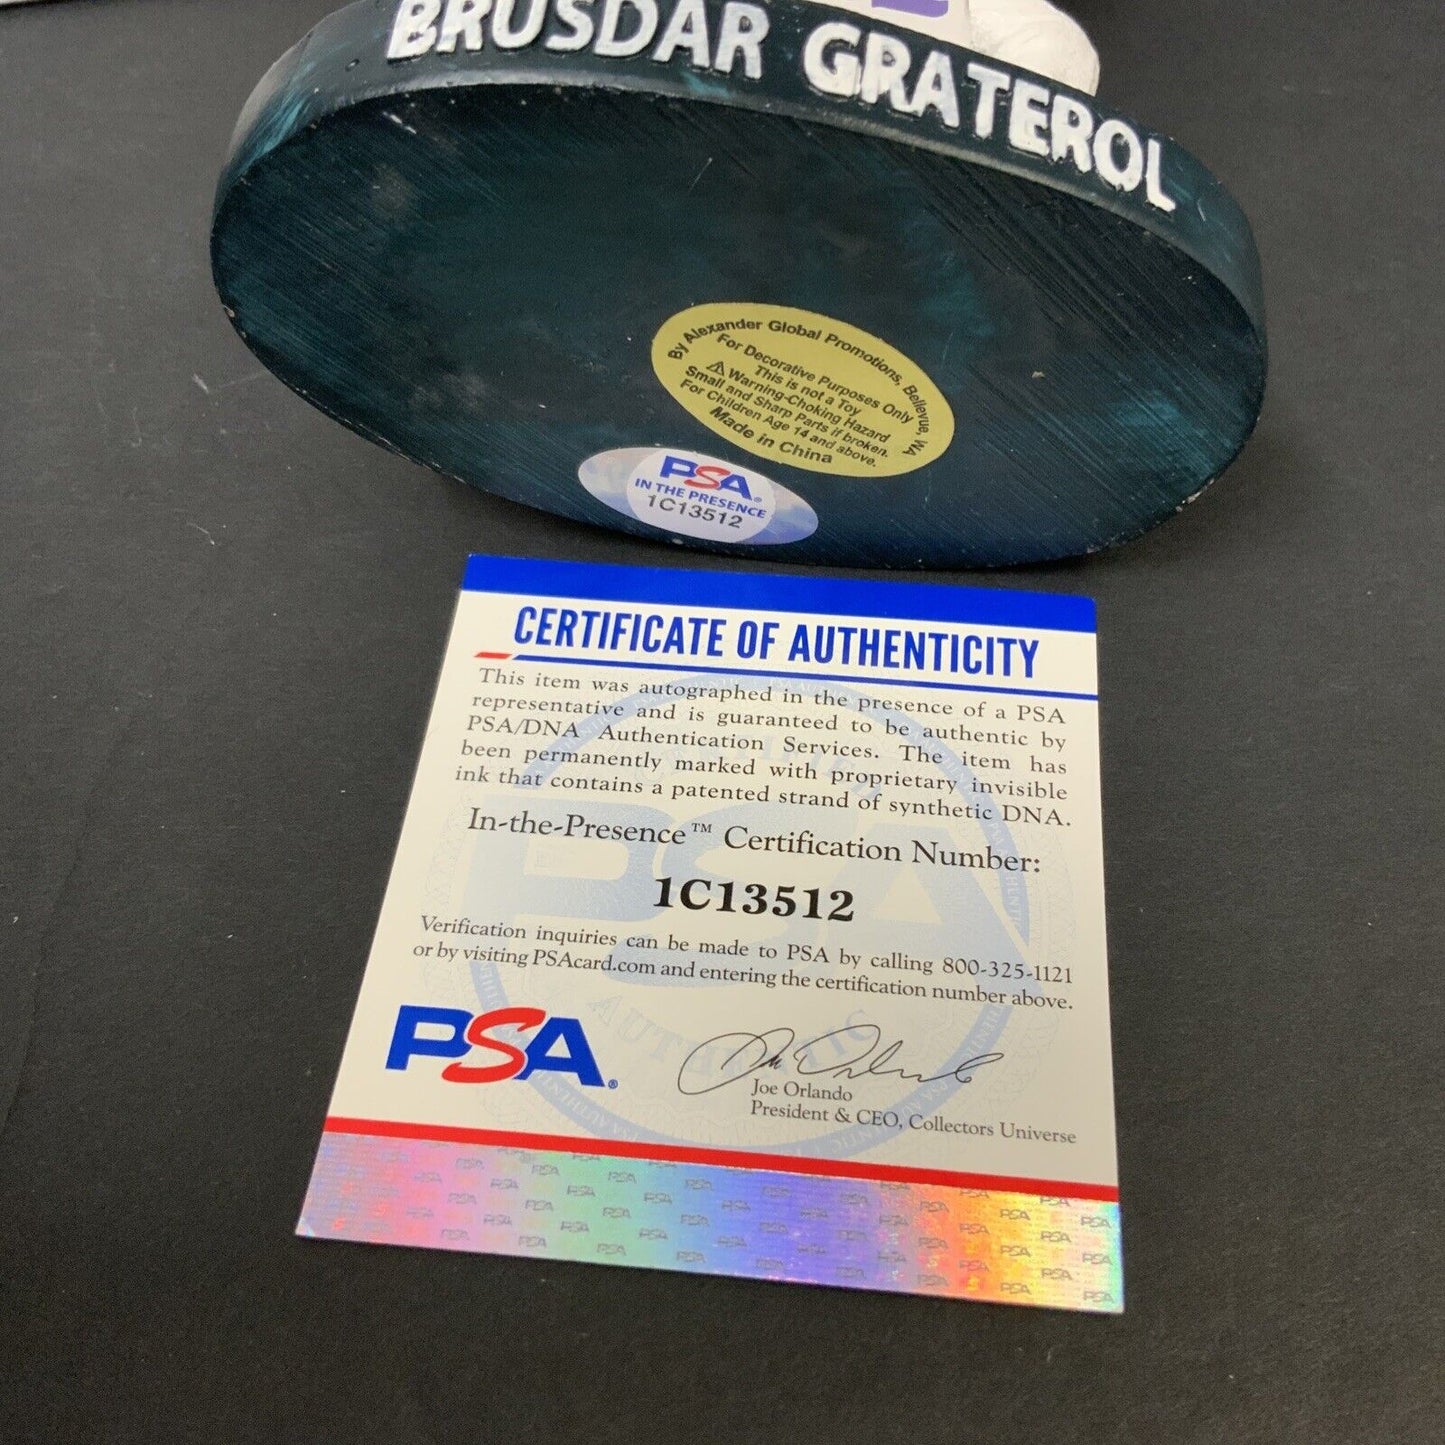 BRUSDAR GRATEROL
By Alexander Global Promotions, Bellevue, WA
For Decorative Purposes Only
This is not a Toy
⚠ Warning-Choking Hazard
Small and Sharp Parts if broken.
For Children Age 14 and above.
Made in China
PSA®
IN THE PRESENCE
1C13512
CERTIFICATE OF AUTHENTICITY
This item was autographed in the presence of a PSA
representative and is guaranteed to be authentic by
PSA/DNA Authentication Services. The item has
been permanently marked with proprietary invisible
ink that contains a patented strand of synthetic DNA.
In-the-Presence™ Certification Number:
1C13512
Verification inquiries can be made to PSA by calling 800-325-1121
or by visiting PSAcard.com and entering the certification number above.
PSA®
Joe Orlando
President & CEO, Collectors Universe